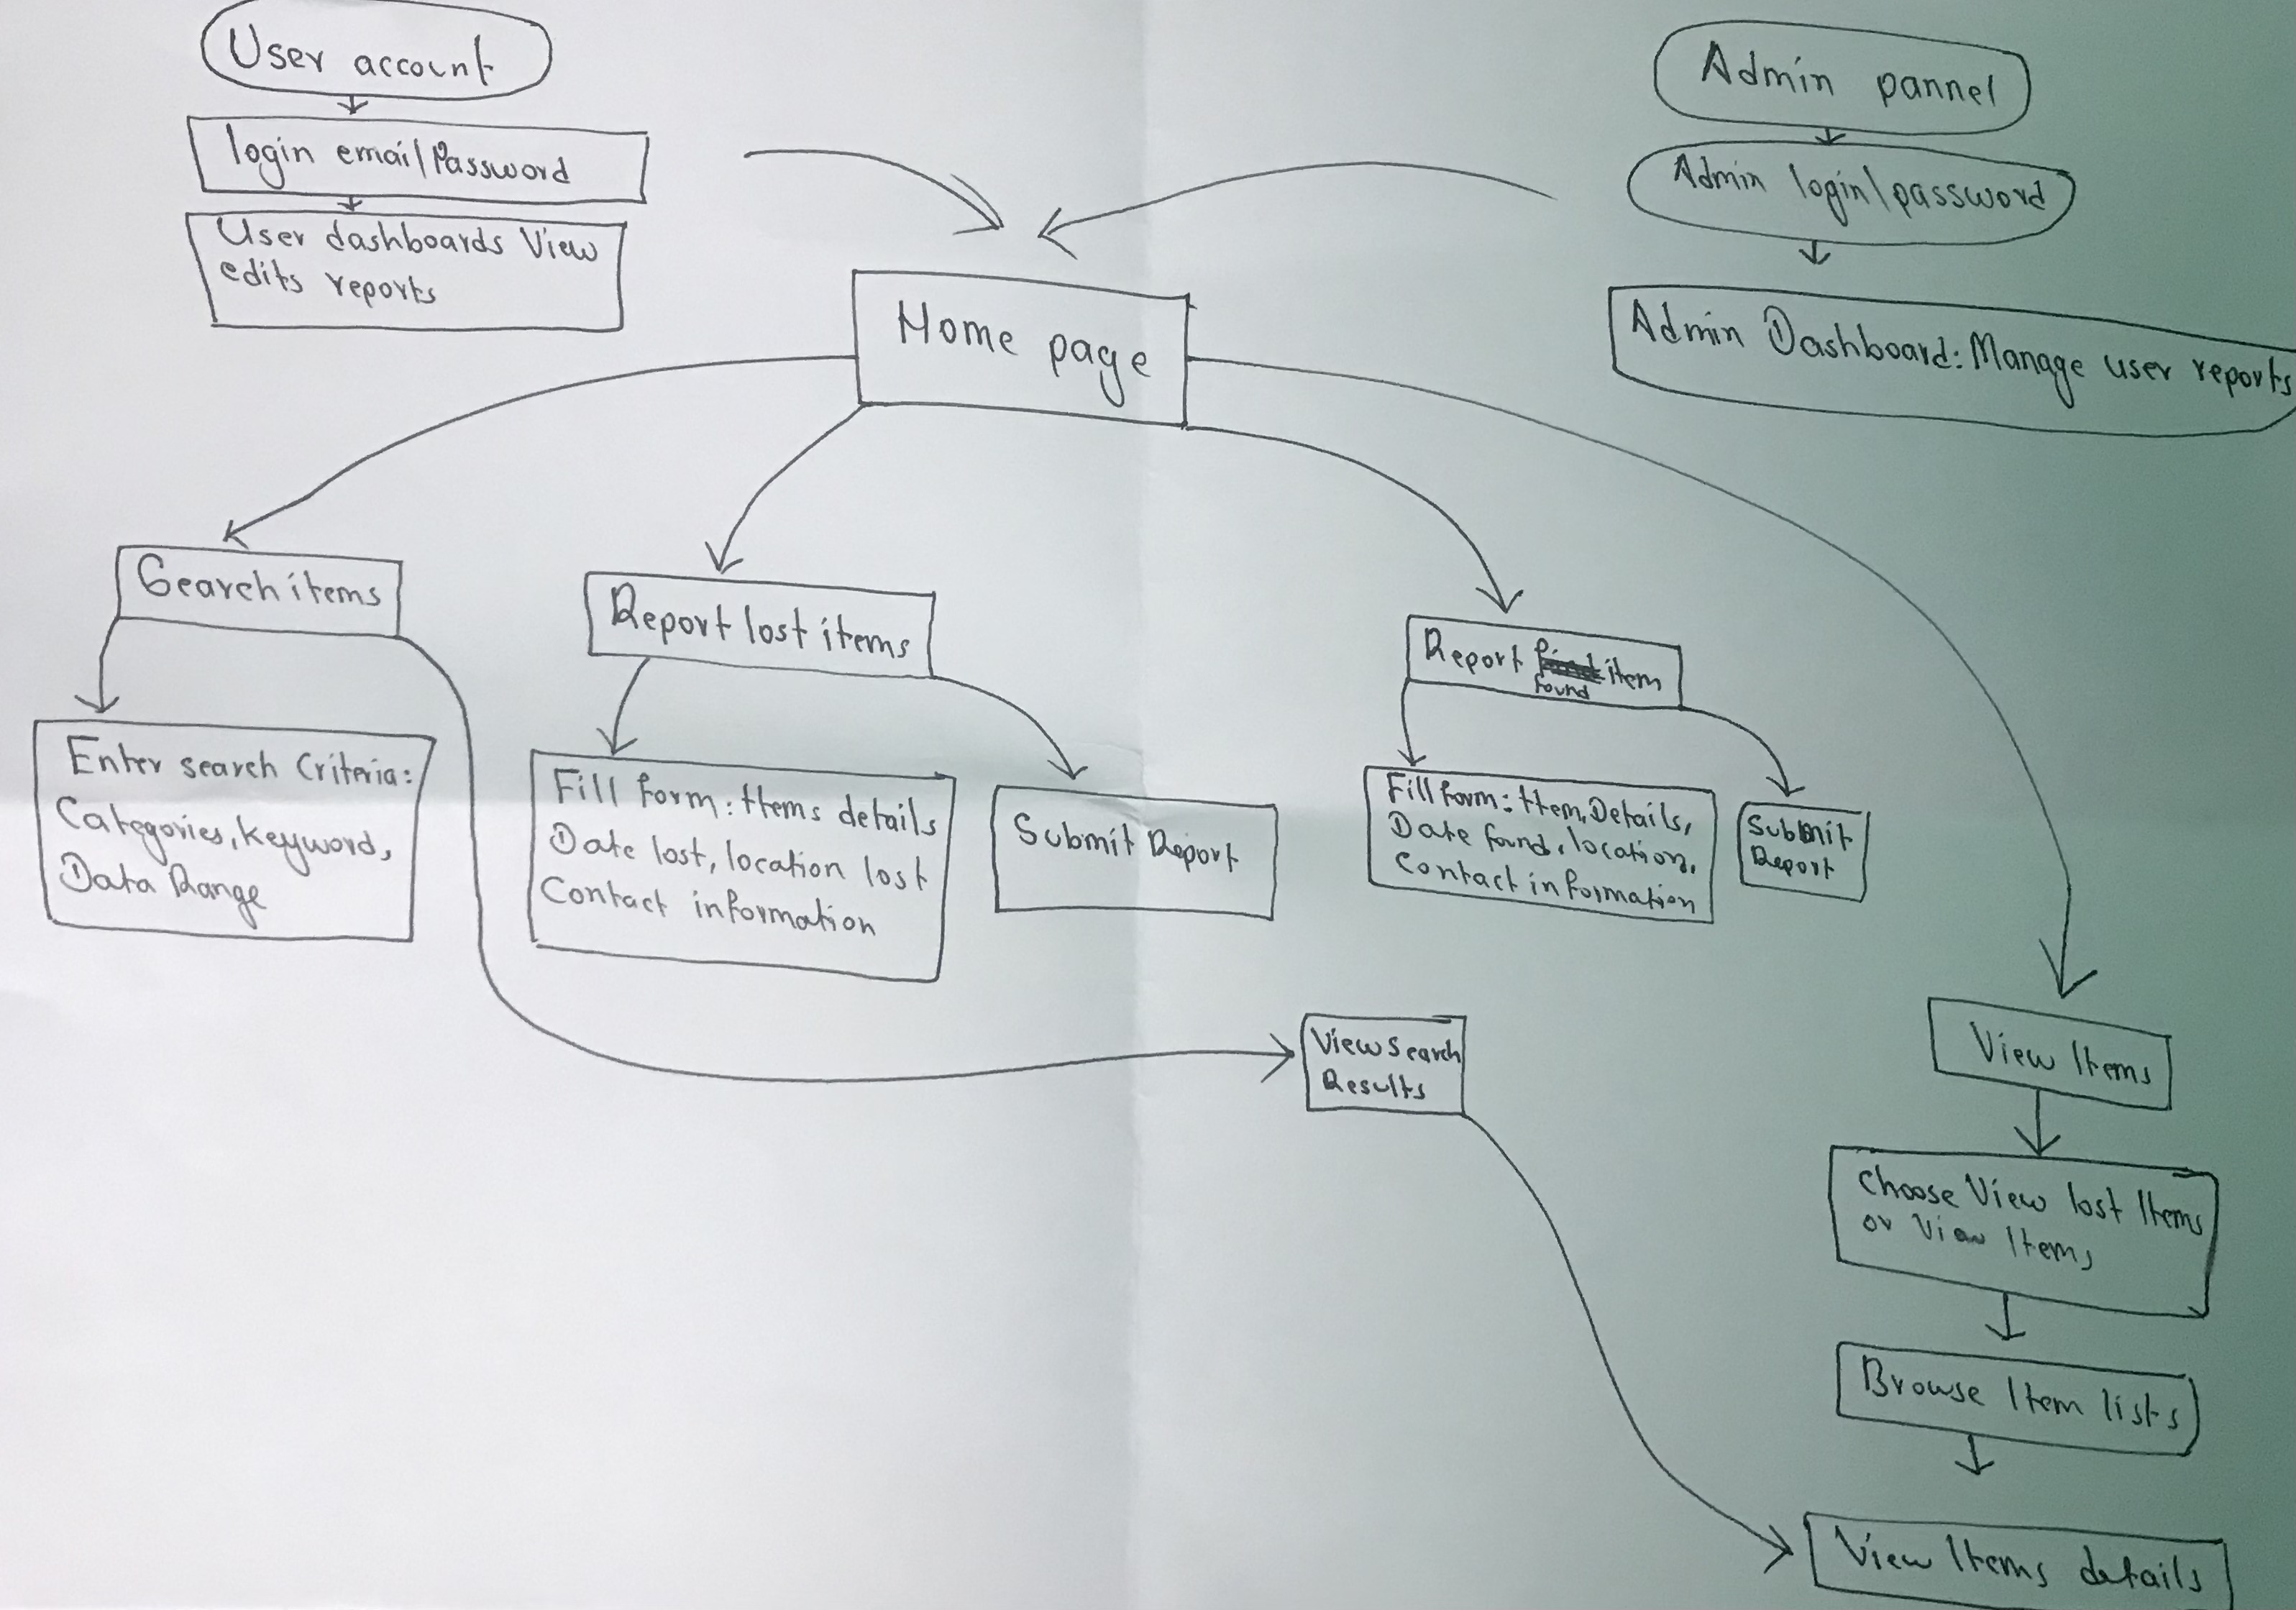 User account
login email/Password
User dashboards View
edits reports
Admin pannel
Admin login/password
Admin Dashboard: Manage user reports
Home page
Search items
Report lost items
Report item
found
Enter search Criteria:
Categories, keyword,
Data Range
Fill form: Items details
Date lost, location lost
Contact information
Submit Report
Fill form: Item, Details,
Date found, location,
Contact information
Submit
Report
View search
Results
View Items
Choose View lost Items
or View Items
Browse Item lists
View Items details